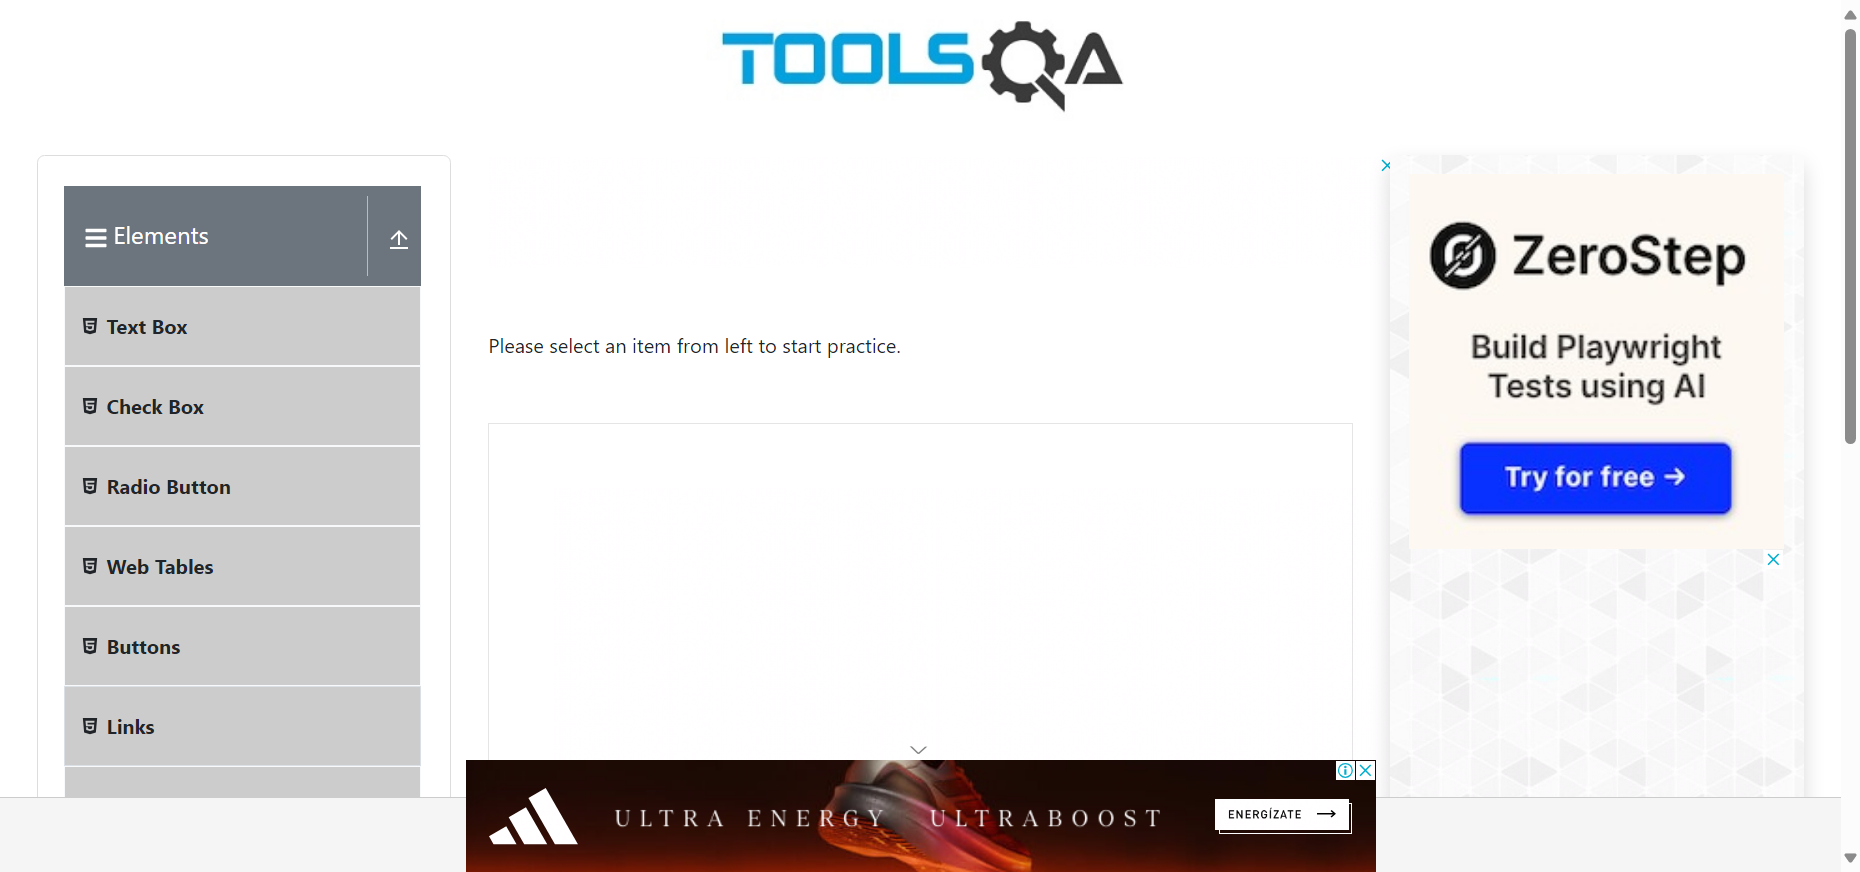 TOOLSQA
Elements
Text Box
Check Box
Radio Button
Web Tables
Buttons
Links
Please select an item from left to start practice.
ZeroStep
Build Playwright
Tests using AI
Try for free →
ULTRA ENERGY ULTRABOOST
ENERGÍZATE →